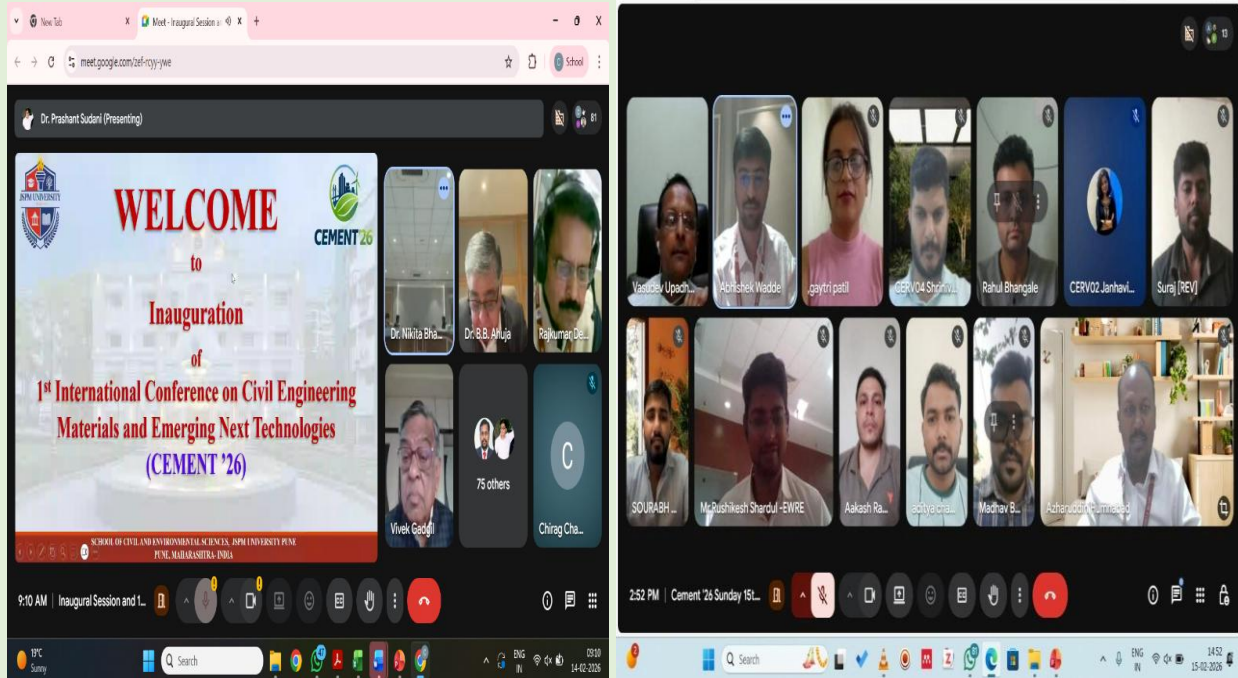 New Tab
Meet - Inaugural Session a
meet.google.com/zef-rcyy-ywe
School
Dr. Prashant Sudani (Presenting)
81
JSPM UNIVERSITY
WELCOME
to
Inauguration
of
1st International Conference on Civil Engineering
Materials and Emerging Next Technologies
(CEMENT ’26)
CEMENT'26
SCHOOL OF CIVIL AND ENVIRONMENTAL SCIENCES, JSPM UNIVERSITY PUNE
PUNE, MAHARASHTRA- INDIA
Dr. Nikita Bha...
Dr. B.B. Ahuja
Rajkumar De...
Vivek Gadgil
75 others
C
Chirag Cha...
9:10 AM | Inaugural Session and 1...
19°C
Sunny
Search
ENG
IN
09:10
14-02-2026
13
Vasudev Upadh...
Abhishek Wadde
gaytri patil
CERV04 Shriniv...
Rahul Bhangale
CERV02 Janhavi...
Suraj [REV]
SOURABH ...
Mr.Rushikesh Shardul -EWRE
Aakash Ra...
aditya cha...
Madhav B...
Azharuddin Humnabad
2:52 PM | Cement '26 Sunday 15t...
Search
ENG
IN
14:52
15-02-2026